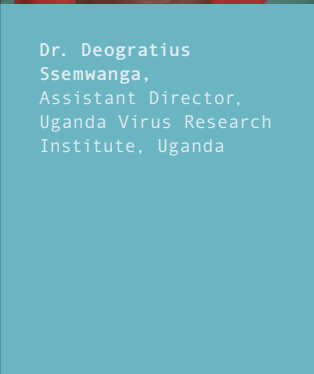 Dr. Deogratius
Ssemwanga,
Assistant Director,
Uganda Virus Research
Institute, Uganda